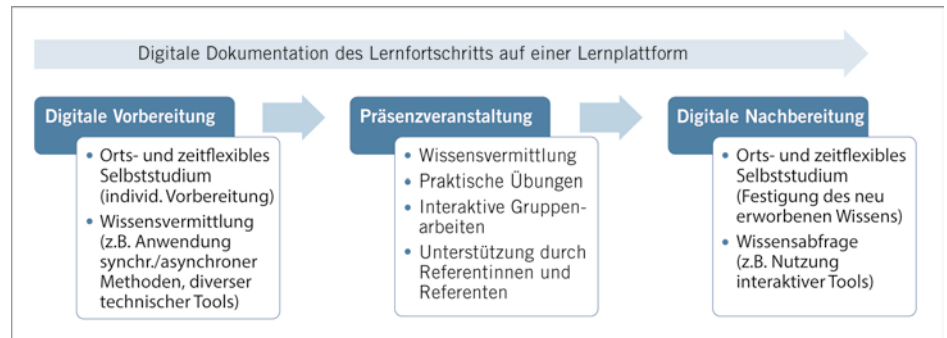 Digitale Dokumentation des Lernfortschritts auf einer Lernplattform
Digitale Vorbereitung
• Orts- und zeitflexibles
Selbststudium
(individ. Vorbereitung)
• Wissensvermittlung
(z.B. Anwendung
synchr./asynchroner
Methoden, diverser
technischer Tools)
Präsenzveranstaltung
• Wissensvermittlung
• Praktische Übungen
• Interaktive Gruppen-
arbeiten
• Unterstützung durch
Referentinnen und
Referenten
Digitale Nachbereitung
• Orts- und zeitflexibles
Selbststudium
(Festigung des neu
erworbenen Wissens)
• Wissensabfrage
(z.B. Nutzung
interaktiver Tools)